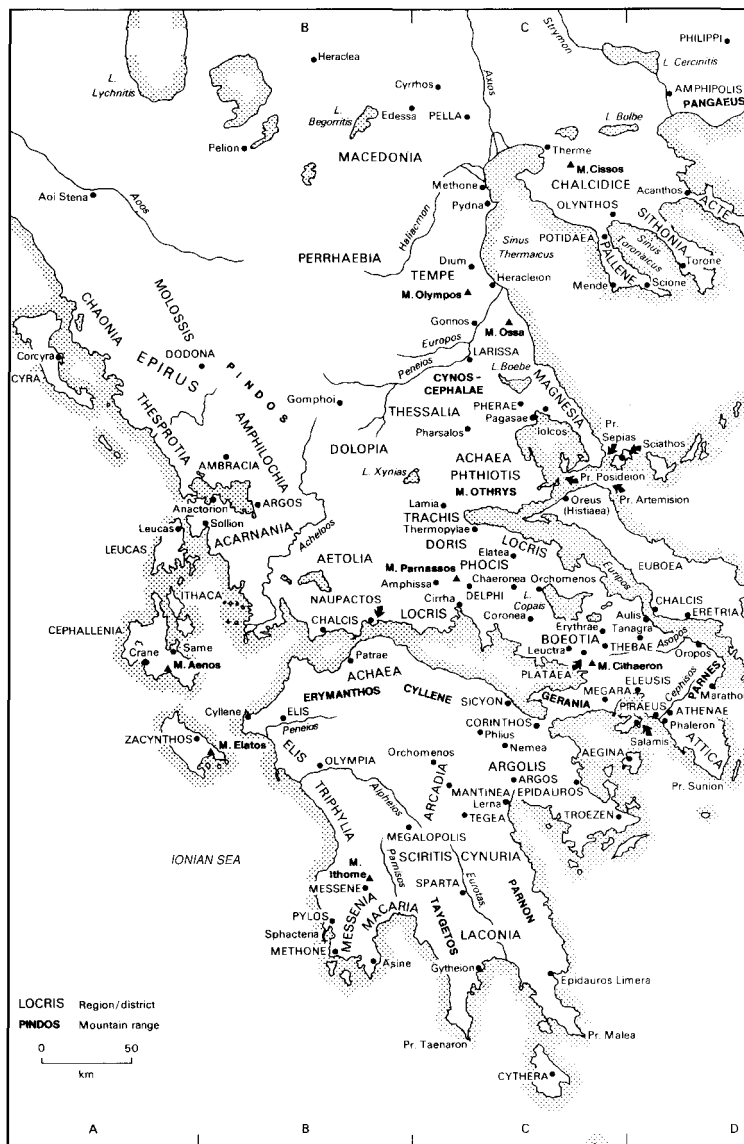 B
C
Strymon
PHILIPPI
Heraclea
L. Cercinitis
L. Lychnitis
Cyrrhos
Axios
AMPHIPOLIS
PANGAEUS
L. Begorritis
Edessa
PELLA
L Bolbe
Pelion
Therme
MACEDONIA
M. Cissos
CHALCIDICE
Aoi Stena
Aoos
Methone
Acanthos
ACTE
Pydna
OLYNTHOS
Haliacmon
SITHONIA
POTIDAEA
Sinus Toronaicus
PERRHAEBIA
Sinus Thermaicus
PALLENE
Dium
TEMPE
Torone
Heracleion
Mende
Scione
M. Olympos
CHAONIA
MOLOSSIS
Gonnos
M. Ossa
Europos
Corcyra
DODONA
LARISSA
Peneios
EPIRUS
PINDOS
L. Boebe
CYRA
CYNOS-CEPHALAE
MAGNESIA
Gomphoi
THESSALIA
PHERAE
THESPROTIA
AMPHILOCHIA
Pagasae
Iolcos
Pr. Sepias
Pharsalos
Sciathos
DOLOPIA
ACHAEA
AMBRACIA
PHTHIOTIS
L. Xynias
Pr. Posideion
M. OTHRYS
Anactorion
ARGOS
Oreus (Histiaea)
Pr. Artemision
Lamia
Sollion
TRACHIS
Leucas
ACARNANIA
Acheloos
Thermopylae
DORIS
LOCRIS
LEUCAS
Elatea
EUBOEA
AETOLIA
M. Parnassos
PHOCIS
Euripos
ITHACA
Amphissa
Chaeronea
Orchomenos
DELPHI
NAUPACTOS
Cirrha
L. Copais
CHALCIS
CEPHALLENIA
LOCRIS
Aulis
ERETRIA
CHALCIS
Coronea
Erythrae
Tanagra
Same
BOEOTIA
Asopos
Crane
Leuctra
THEBAE
Oropos
M. Aenos
Patrae
PLATAEA
M. Cithaeron
ACHAEA
PARNES
ELEUSIS
Cephisos
ERYMANTHOS
CYLLENE
GERANIA
MEGARA
Marathon
SICYON
PIRAEUS
ATHENAE
Cyllene
ELIS
CORINTHOS
Phaleron
Peneios
Phlius
ZACYNTHOS
M. Elatos
Nemea
AEGINA
Salamis
ATTICA
ELIS
OLYMPIA
Orchomenos
ARGOLIS
ARGOS
Pr. Sunion
ARCADIA
MANTINEA
EPIDAUROS
TRIPHYLIA
Alipheios
Lerna
TEGEA
TROEZEN
MEGALOPOLIS
IONIAN SEA
SCIRITIS
CYNURIA
M. Ithome
Pamisos
MESSENE
SPARTA
Eurotas
MACARIA
PARNON
PYLOS
MESSENIA
TAYGETOS
Sphacteria
LACONIA
METHONE
Asine
Gytheion
Epidauros Limera
LOCRIS Region/district
PINDOS Mountain range
0 50
km
Pr. Taenaron
Pr. Malea
CYTHERA
A
B
C
D